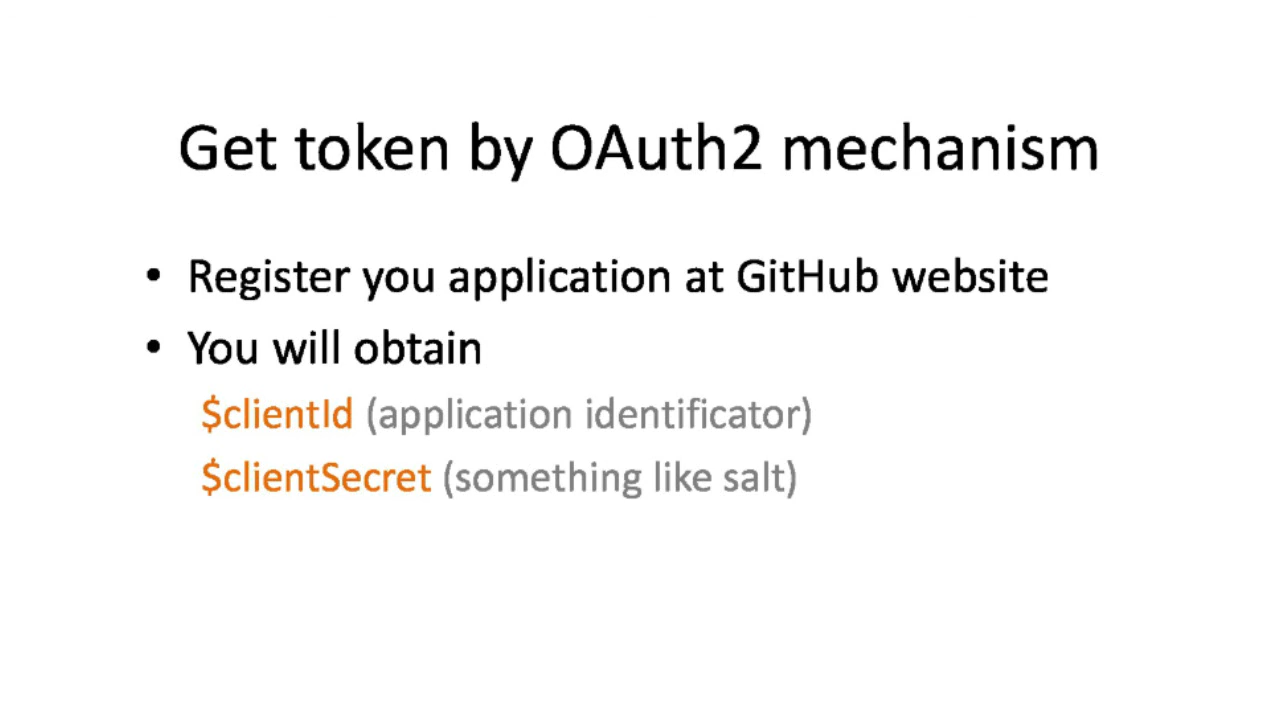 Get token by OAuth2 mechanism
• Register you application at GitHub website
• You will obtain
$clientId (application identificator)
$clientSecret (something like salt)